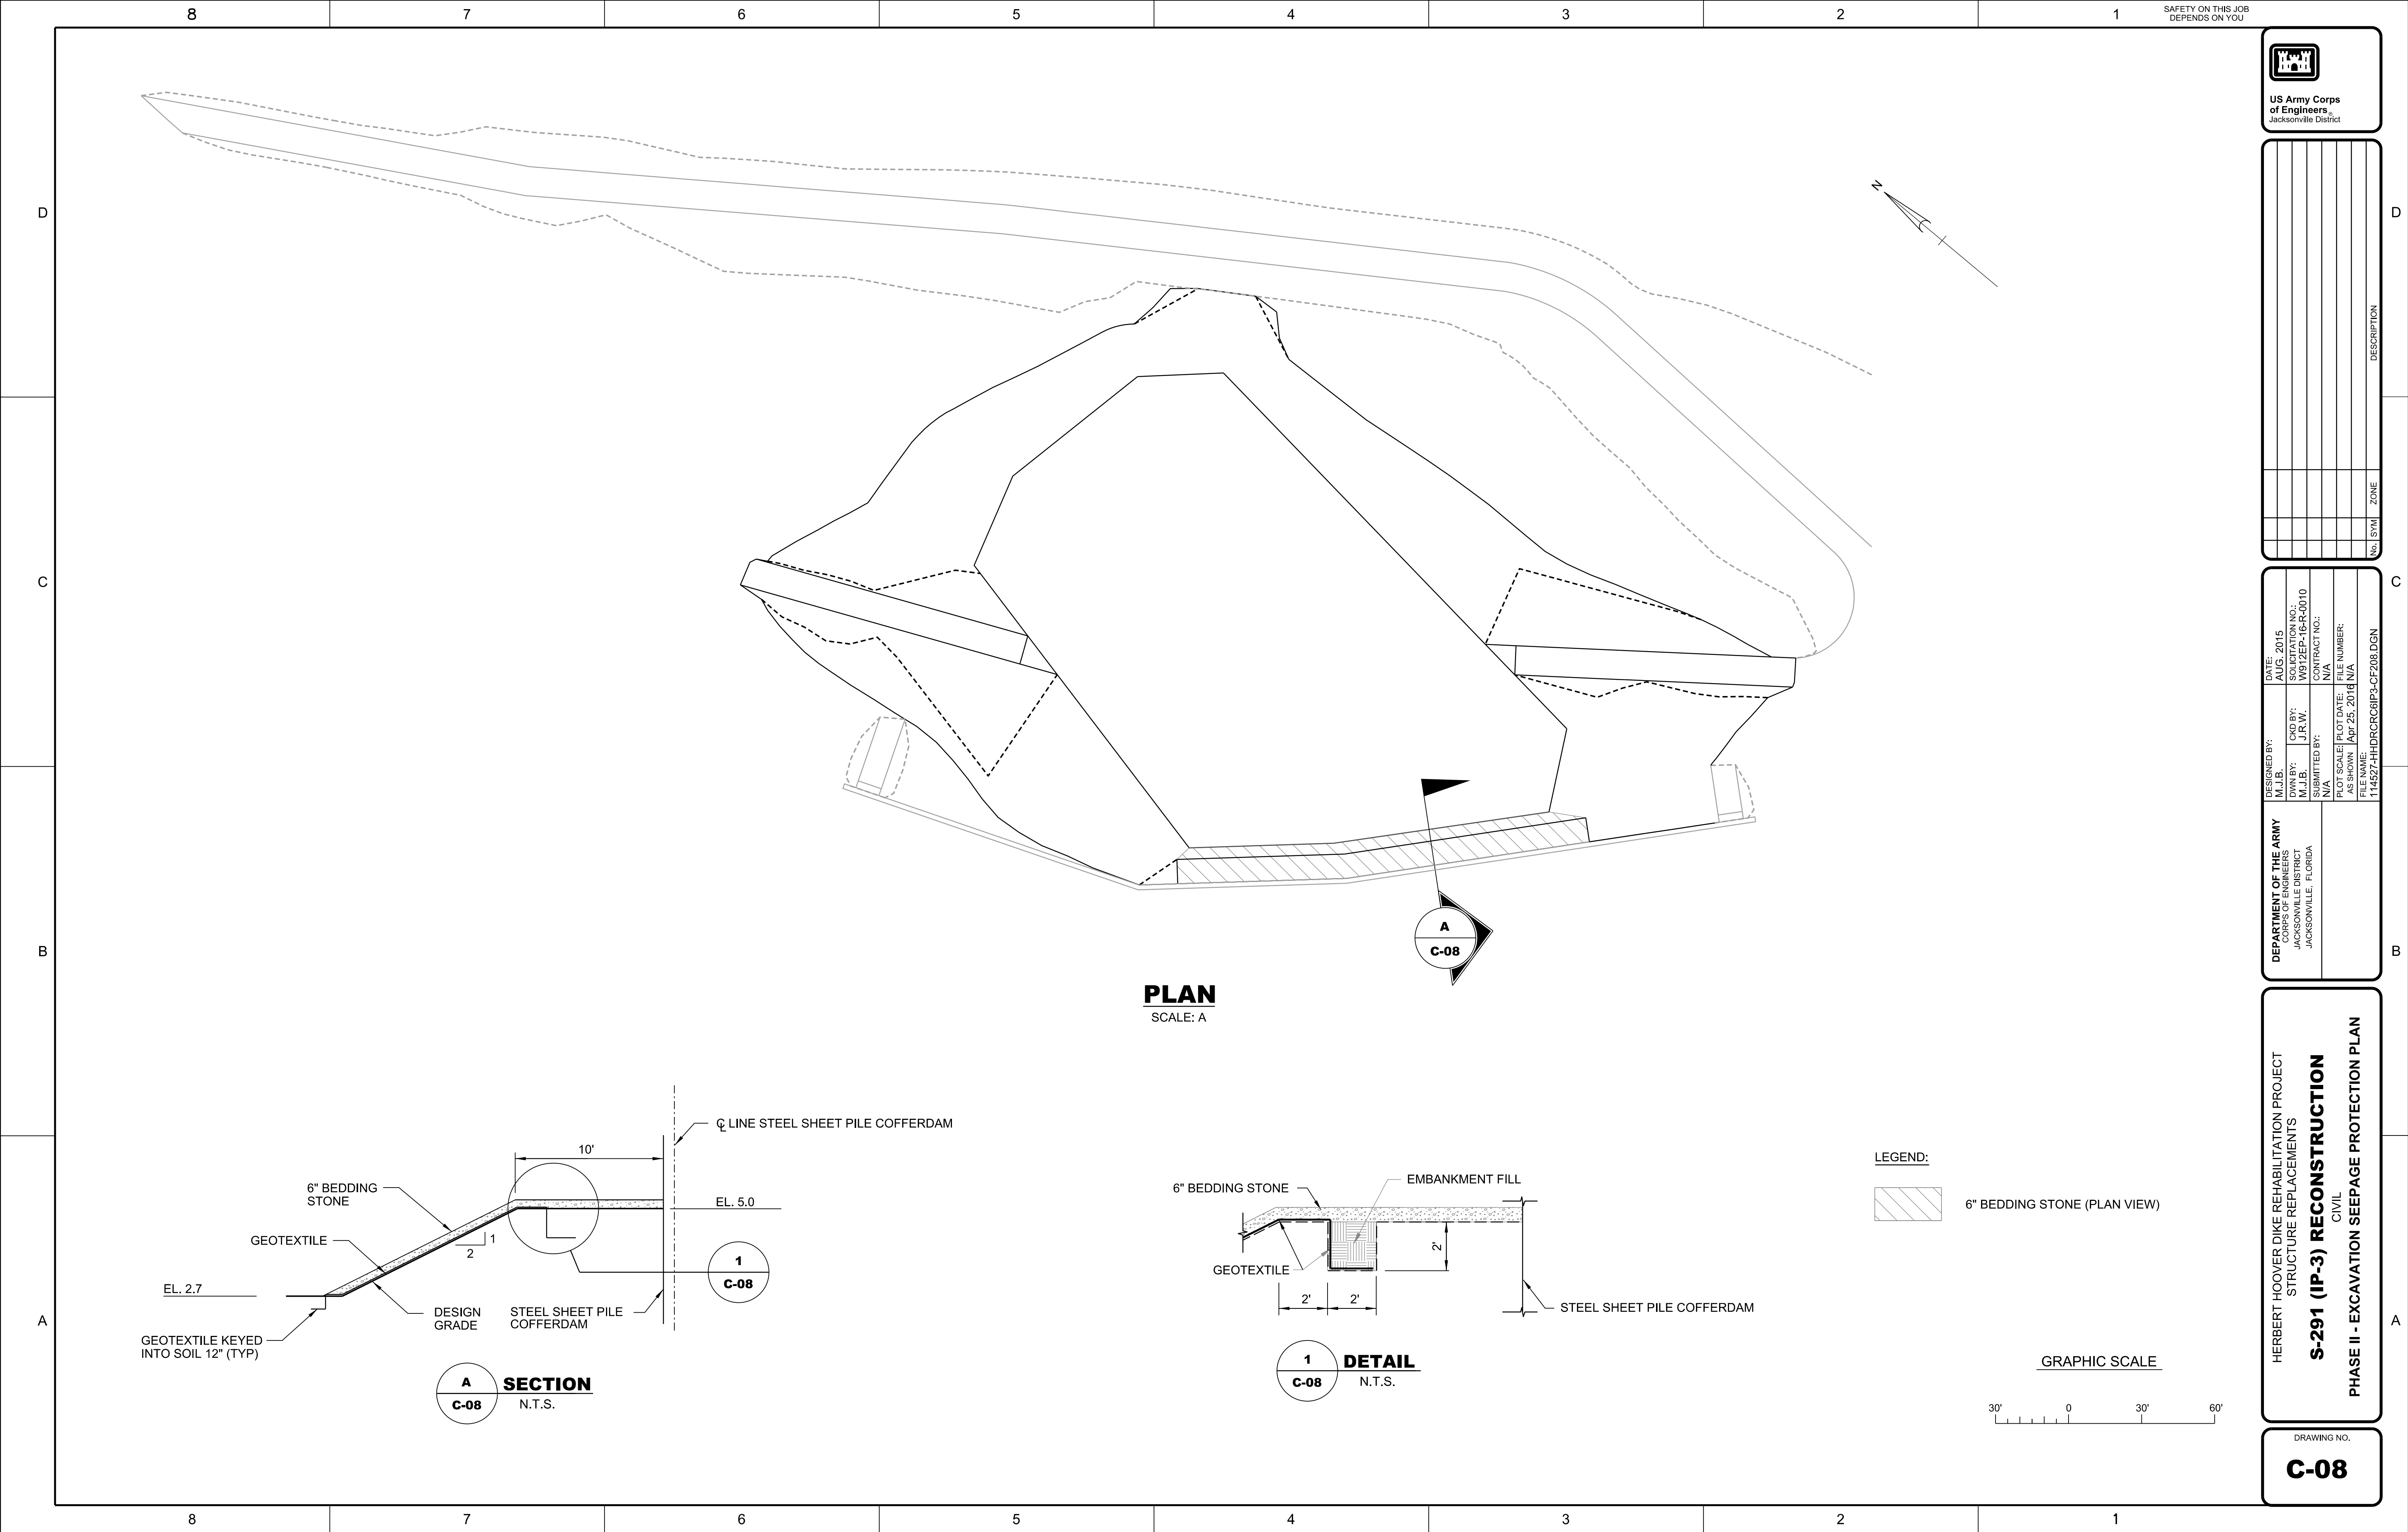 8 7 6 5 4 3 2 1
SAFETY ON THIS JOB
DEPENDS ON YOU
D
D
C
C
B
B
A
A
N
US Army Corps
of Engineers®
Jacksonville District
No. SYM ZONE DESCRIPTION
DESIGNED BY:
M.J.B.
DATE:
AUG. 2015
DWN BY:
M.J.B.
CKD BY:
J.R.W.
SOLICITATION NO.:
W912EP-16-R-0010
SUBMITTED BY:
N/A
CONTRACT NO.:
N/A
PLOT SCALE:
AS SHOWN
PLOT DATE:
Apr 25, 2016
FILE NUMBER:
N/A
FILE NAME:
114527-HHDRCRC6IP3-CF208.DGN
DEPARTMENT OF THE ARMY
CORPS OF ENGINEERS
JACKSONVILLE DISTRICT
JACKSONVILLE, FLORIDA
HERBERT HOOVER DIKE REHABILITATION PROJECT
STRUCTURE REPLACEMENTS
S-291 (IP-3) RECONSTRUCTION
CIVIL
PHASE II - EXCAVATION SEEPAGE PROTECTION PLAN
DRAWING NO.
C-08
A
C-08
PLAN
SCALE: A
℄ LINE STEEL SHEET PILE COFFERDAM
10'
6" BEDDING
STONE
EL. 5.0
GEOTEXTILE
1
2
1
C-08
EL. 2.7
DESIGN
GRADE
STEEL SHEET PILE
COFFERDAM
GEOTEXTILE KEYED
INTO SOIL 12" (TYP)
A
C-08
SECTION
N.T.S.
6" BEDDING STONE
EMBANKMENT FILL
2'
GEOTEXTILE
2' 2'
STEEL SHEET PILE COFFERDAM
1
C-08
DETAIL
N.T.S.
LEGEND:
6" BEDDING STONE (PLAN VIEW)
GRAPHIC SCALE
30' 0 30' 60'
8 7 6 5 4 3 2 1